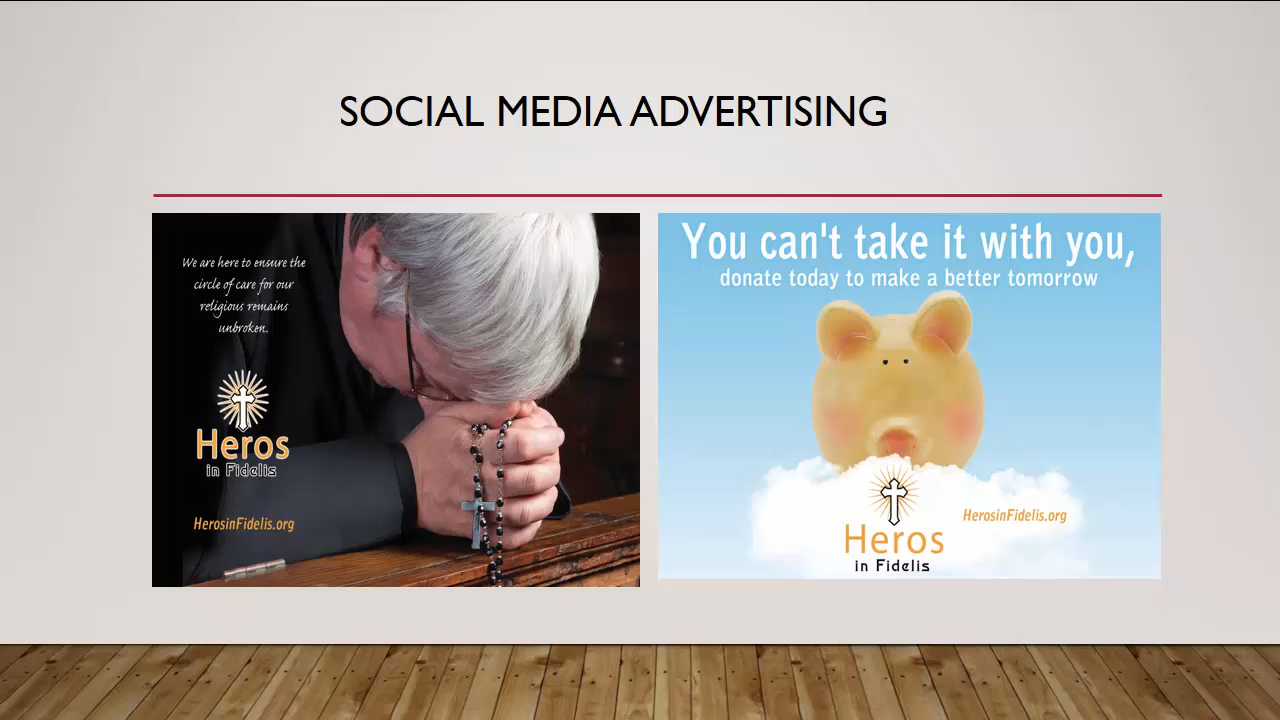 SOCIAL MEDIA ADVERTISING
We are here to ensure the
circle of care for our
religious remains
unbroken.
Heros
in Fidelis
HerosinFidelis.org
You can't take it with you,
donate today to make a better tomorrow
HerosinFidelis.org
Heros
in Fidelis